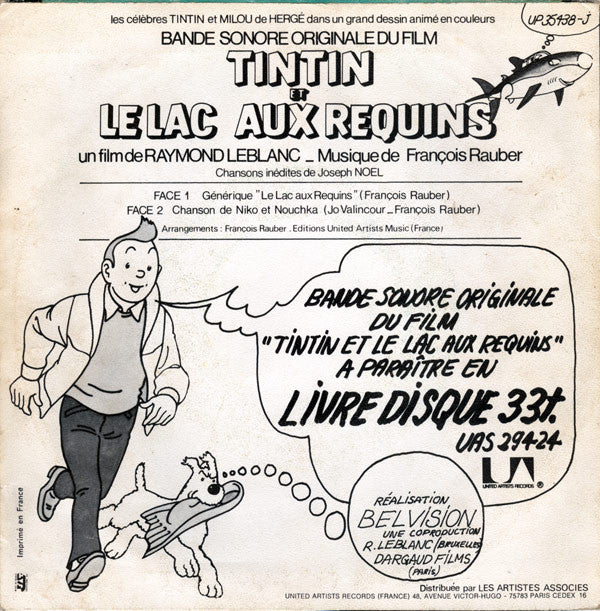 les célèbres TINTIN et MILOU de HERGÉ dans un grand dessin animé en couleurs
UP 35438-J
BANDE SONORE ORIGINALE DU FILM
TINTIN
ET
LE LAC AUX REQUINS
un film de RAYMOND LEBLANC _ Musique de François Rauber
Chansons inédites de Joseph NOEL
FACE 1 Générique "Le Lac aux Requins" (François Rauber)
FACE 2 Chanson de Niko et Nouchka (Jo Valincour _ François Rauber)
Arrangements : François Rauber . Editions United Artists Music (France)
BANDE SONORE ORIGINALE
DU FILM
"TINTIN ET LE LAC AUX REQUINS"
A PARAÎTRE EN
LIVRE DISQUE 33t.
UAS 29424
UA
UNITED ARTISTS RECORDS ®
RÉALISATION
BELVISION
UNE COPRODUCTION
R. LEBLANC/BRUXELLES
DARGAUD FILMS
(PARIS)
Imprimé en France
Distribuée par LES ARTISTES ASSOCIES
UNITED ARTISTS RECORDS (FRANCE) 48, AVENUE VICTOR-HUGO - 75783 PARIS CEDEX 16